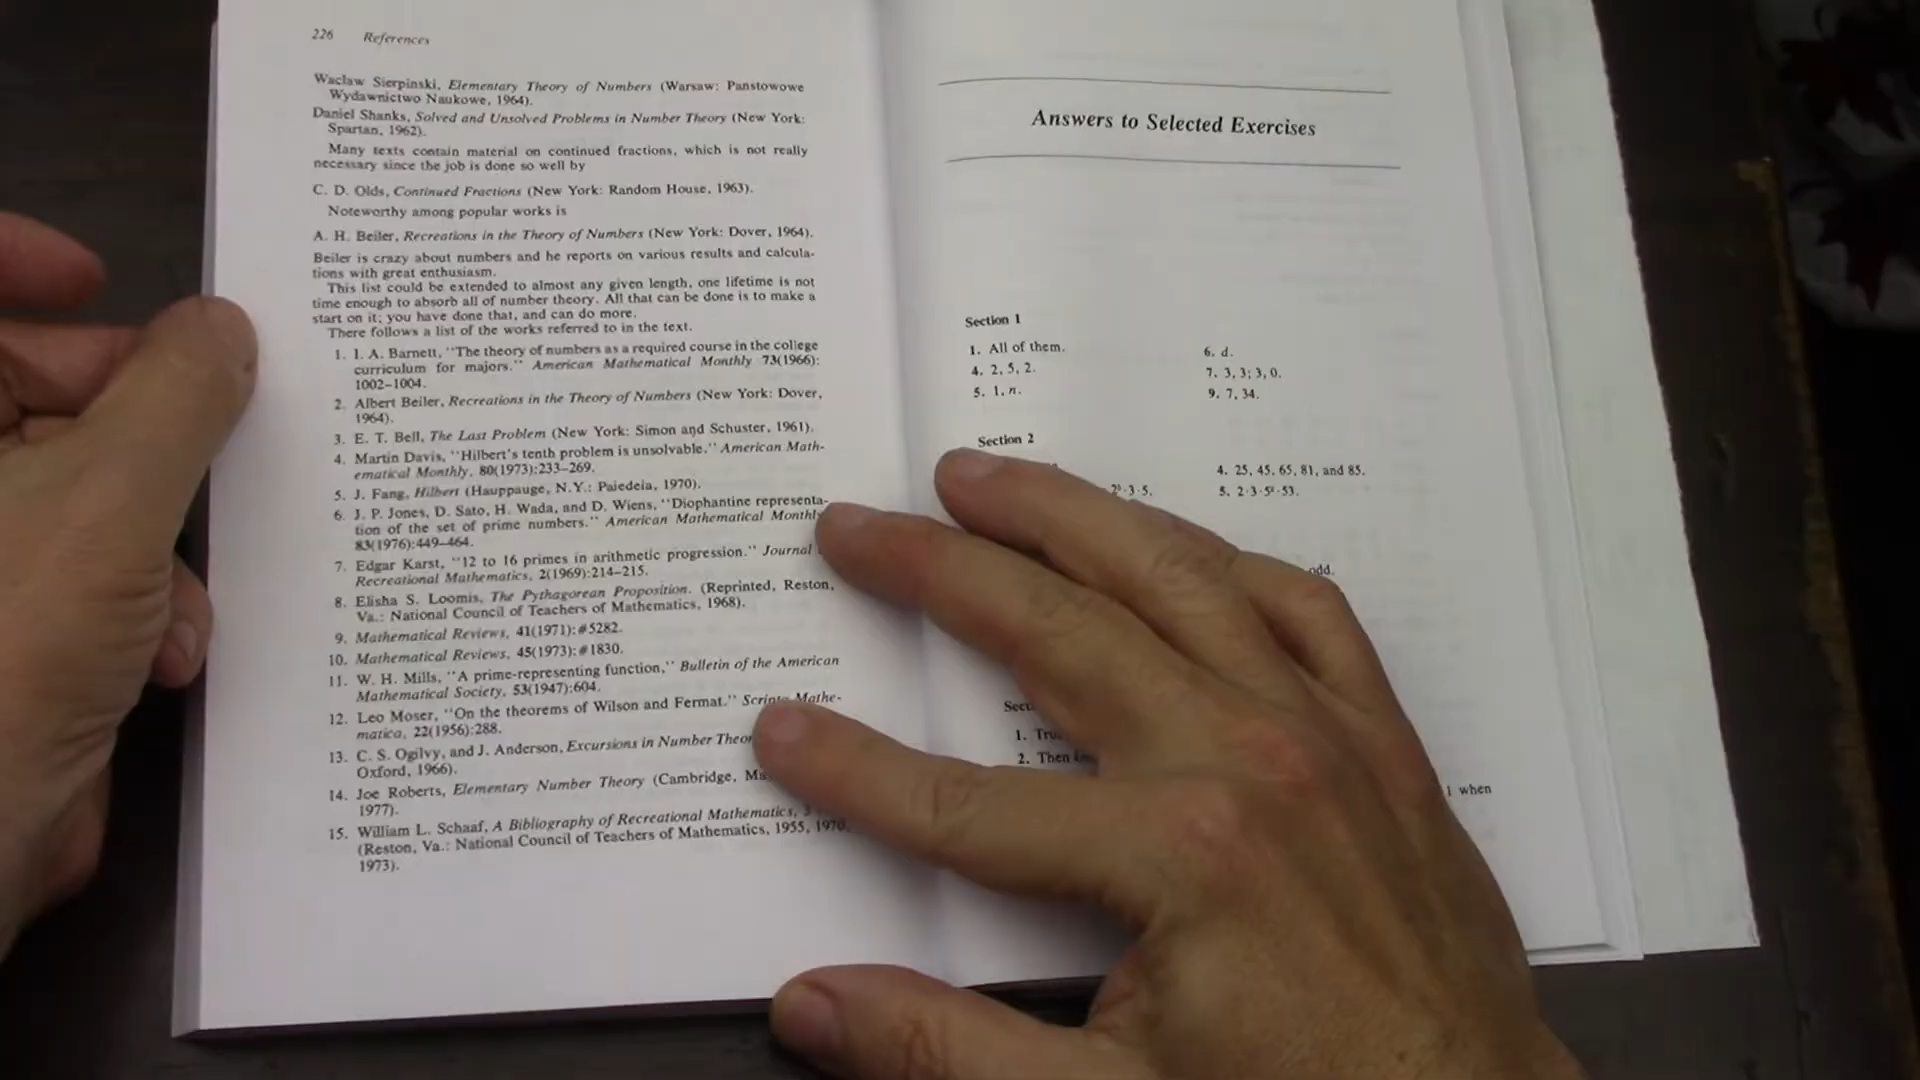 226 References
Waclaw Sierpinski, Elementary Theory of Numbers (Warsaw: Panstowowe
Wydawnictwo Naukowe, 1964).
Daniel Shanks, Solved and Unsolved Problems in Number Theory (New York:
Spartan, 1962).
Many texts contain material on continued fractions, which is not really
necessary since the job is done so well by
C. D. Olds, Continued Fractions (New York: Random House, 1963).
Noteworthy among popular works is
A. H. Beiler, Recreations in the Theory of Numbers (New York: Dover, 1964).
Beiler is crazy about numbers and he reports on various results and calcula-
tions with great enthusiasm.
This list could be extended to almost any given length, one lifetime is not
time enough to absorb all of number theory. All that can be done is to make a
start on it; you have done that, and can do more.
There follows a list of the works referred to in the text.
1. I. A. Barnett, "The theory of numbers as a required course in the college
curriculum for majors." American Mathematical Monthly 73(1966):
1002–1004.
2. Albert Beiler, Recreations in the Theory of Numbers (New York: Dover,
1964).
3. E. T. Bell, The Last Problem (New York: Simon and Schuster, 1961).
4. Martin Davis, "Hilbert's tenth problem is unsolvable." American Math-
ematical Monthly, 80(1973):233–269.
5. J. Fang, Hilbert (Hauppauge, N.Y.: Paiedeia, 1970).
6. J. P. Jones, D. Sato, H. Wada, and D. Wiens, "Diophantine representa-
tion of the set of prime numbers." American Mathematical Monthly
83(1976):449–464.
7. Edgar Karst, "12 to 16 primes in arithmetic progression." Journal
Recreational Mathematics, 2(1969):214–215.
8. Elisha S. Loomis, The Pythagorean Proposition. (Reprinted, Reston,
Va.: National Council of Teachers of Mathematics, 1968).
9. Mathematical Reviews, 41(1971):#5282.
10. Mathematical Reviews, 45(1973):#1830.
11. W. H. Mills, "A prime-representing function," Bulletin of the American
Mathematical Society, 53(1947):604.
12. Leo Moser, "On the theorems of Wilson and Fermat." Scripta Mathe-
matica, 22(1956):288.
13. C. S. Ogilvy, and J. Anderson, Excursions in Number Theor
Oxford, 1966).
14. Joe Roberts, Elementary Number Theory (Cambridge, Ma
1977).
15. William L. Schaaf, A Bibliography of Recreational Mathematics, 3
(Reston, Va.: National Council of Teachers of Mathematics, 1955, 1970,
1973).
Answers to Selected Exercises
Section 1
1. All of them.
4. 2, 5, 2.
5. 1, n.
6. d.
7. 3, 3; 3, 0.
9. 7, 34.
Section 2
·3·5.
4. 25, 45, 65, 81, and 85.
5. 2·3·5²·53.
odd.
1.
2. Then
1 when